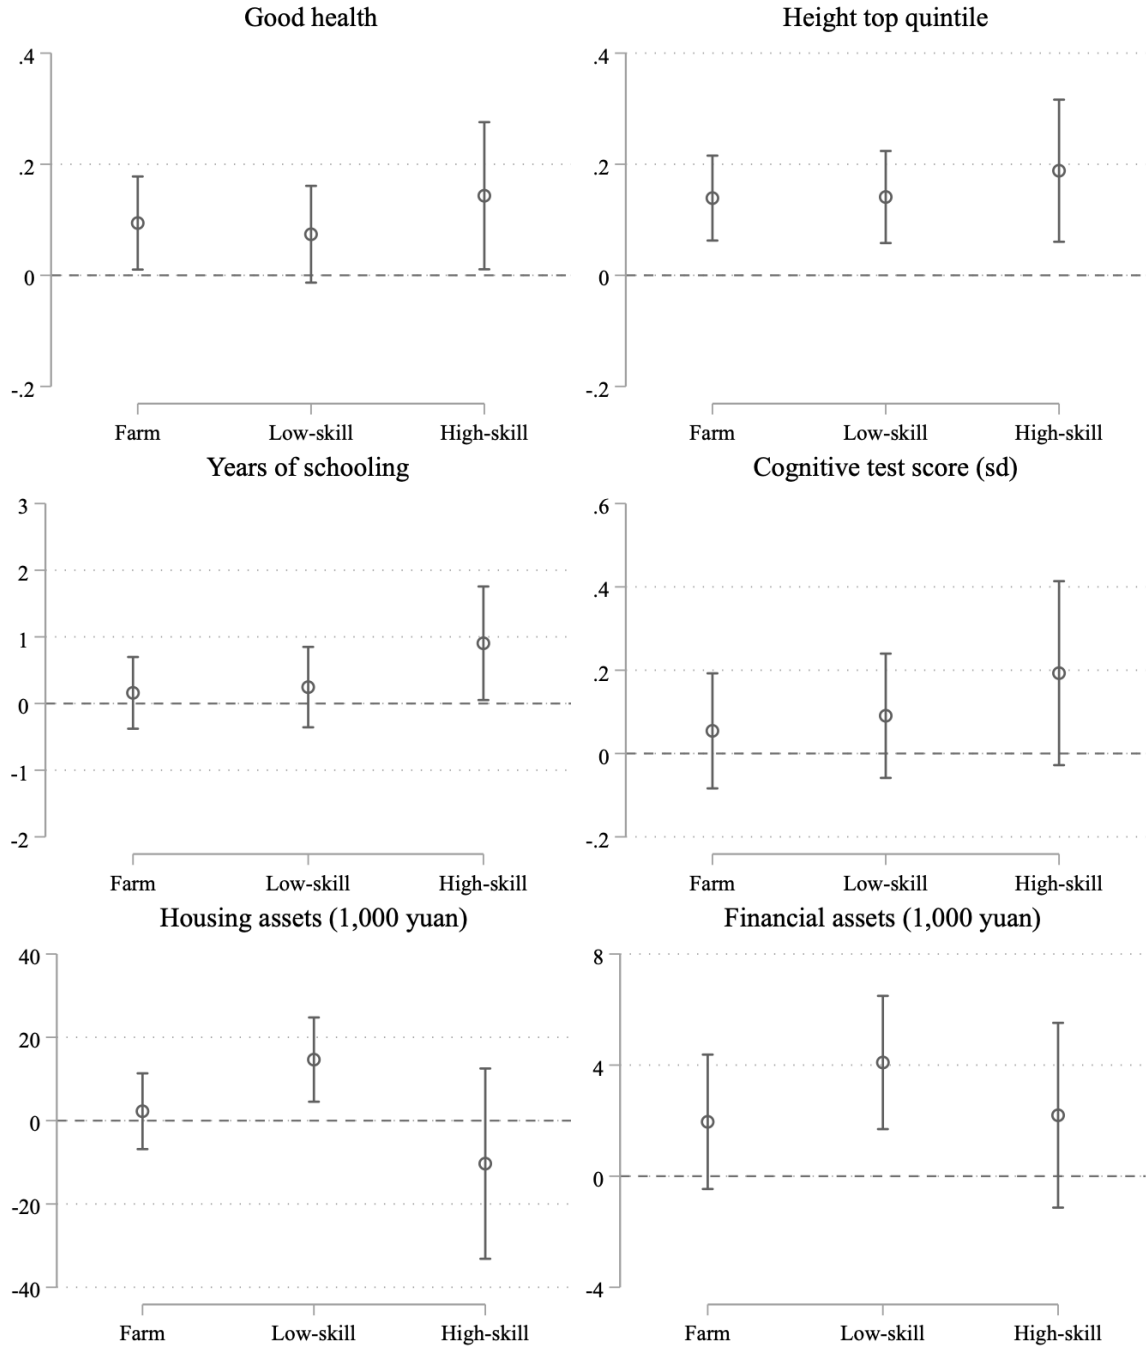 Good health
.4
.2
0
-.2
Farm Low-skill High-skill
Height top quintile
.4
.2
0
-.2
Farm Low-skill High-skill
Years of schooling
3
2
1
0
-1
-2
Farm Low-skill High-skill
Cognitive test score (sd)
.6
.4
.2
0
-.2
Farm Low-skill High-skill
Housing assets (1,000 yuan)
40
20
0
-20
-40
Farm Low-skill High-skill
Financial assets (1,000 yuan)
8
4
0
-4
Farm Low-skill High-skill